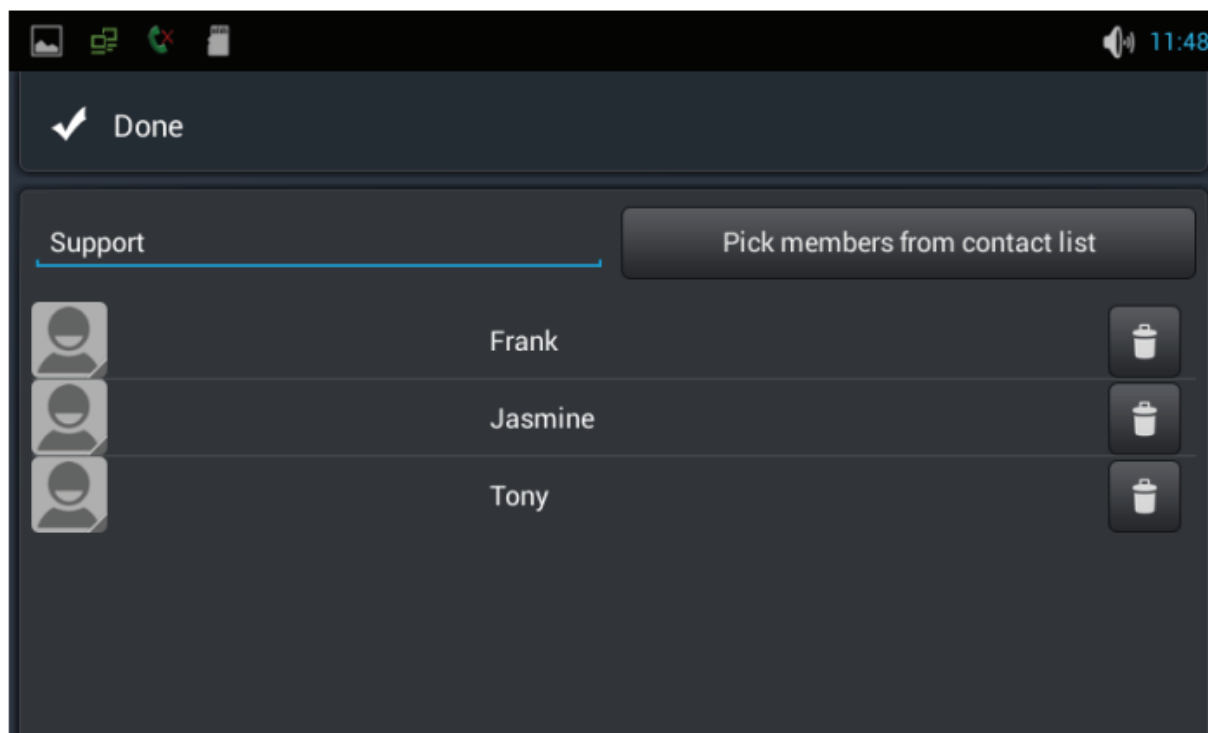 11:48
Done
Support
Pick members from contact list
Frank
Jasmine
Tony